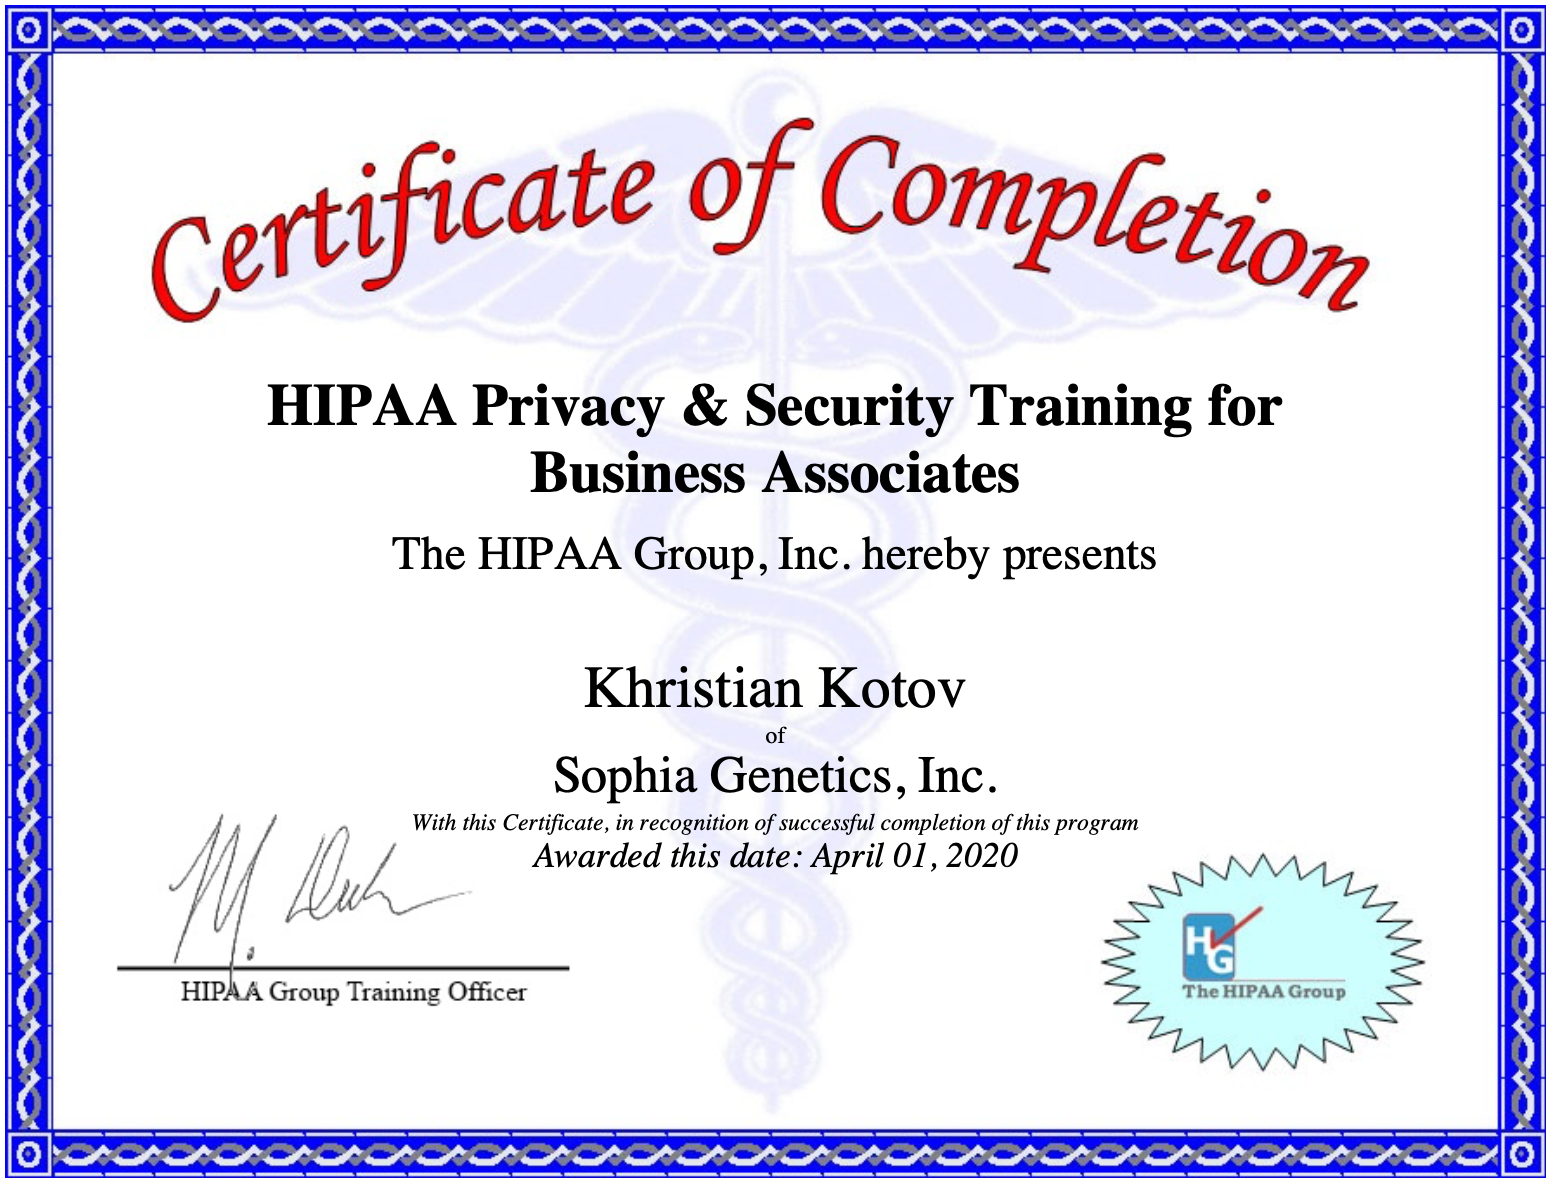 Certificate of Completion
HIPAA Privacy & Security Training for
Business Associates
The HIPAA Group, Inc. hereby presents
Khristian Kotov
of
Sophia Genetics, Inc.
With this Certificate, in recognition of successful completion of this program
Awarded this date: April 01, 2020
HIPAA Group Training Officer
HG
The HIPAA Group